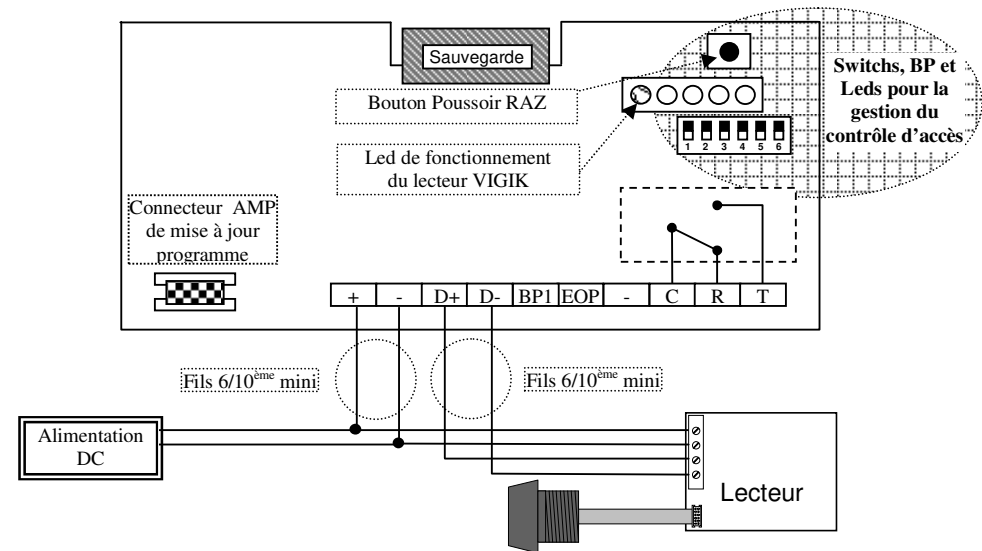 Sauvegarde
Switchs, BP et
Leds pour la
gestion du
contrôle d'accès
Bouton Poussoir RAZ
1 2 3 4 5 6
Led de fonctionnement
du lecteur VIGIK
Connecteur AMP
de mise à jour
programme
+ - D+ D- BP1 EOP - C R T
Fils 6/10ème mini
Fils 6/10ème mini
Alimentation
DC
Lecteur